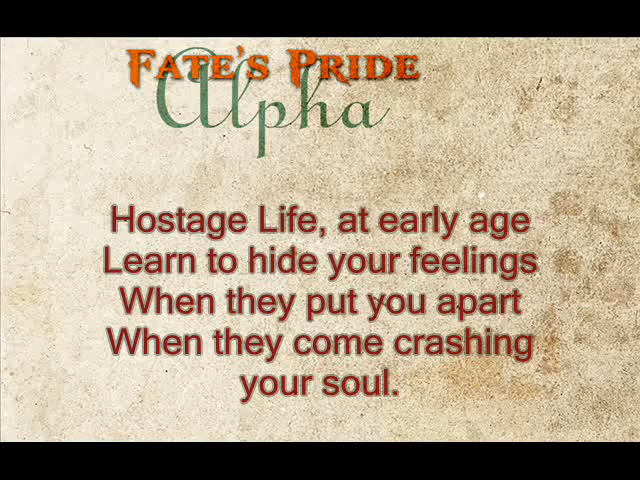 Fate's Pride
Alpha
Hostage Life, at early age
Learn to hide your feelings
When they put you apart
When they come crashing
your soul.